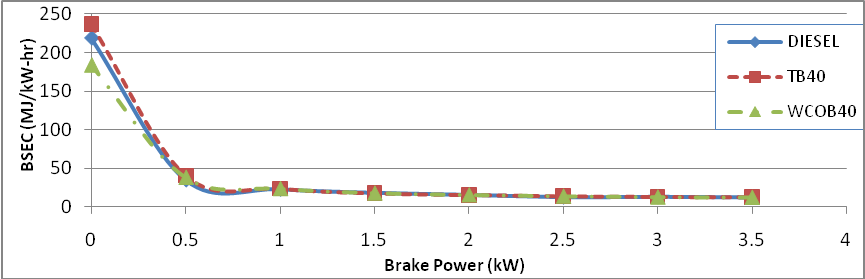 BSEC (MJ/kW-hr)
250
200
150
100
50
0
0 0.5 1 1.5 2 2.5 3 3.5 4
Brake Power (kW)
DIESEL
TB40
WCOB40